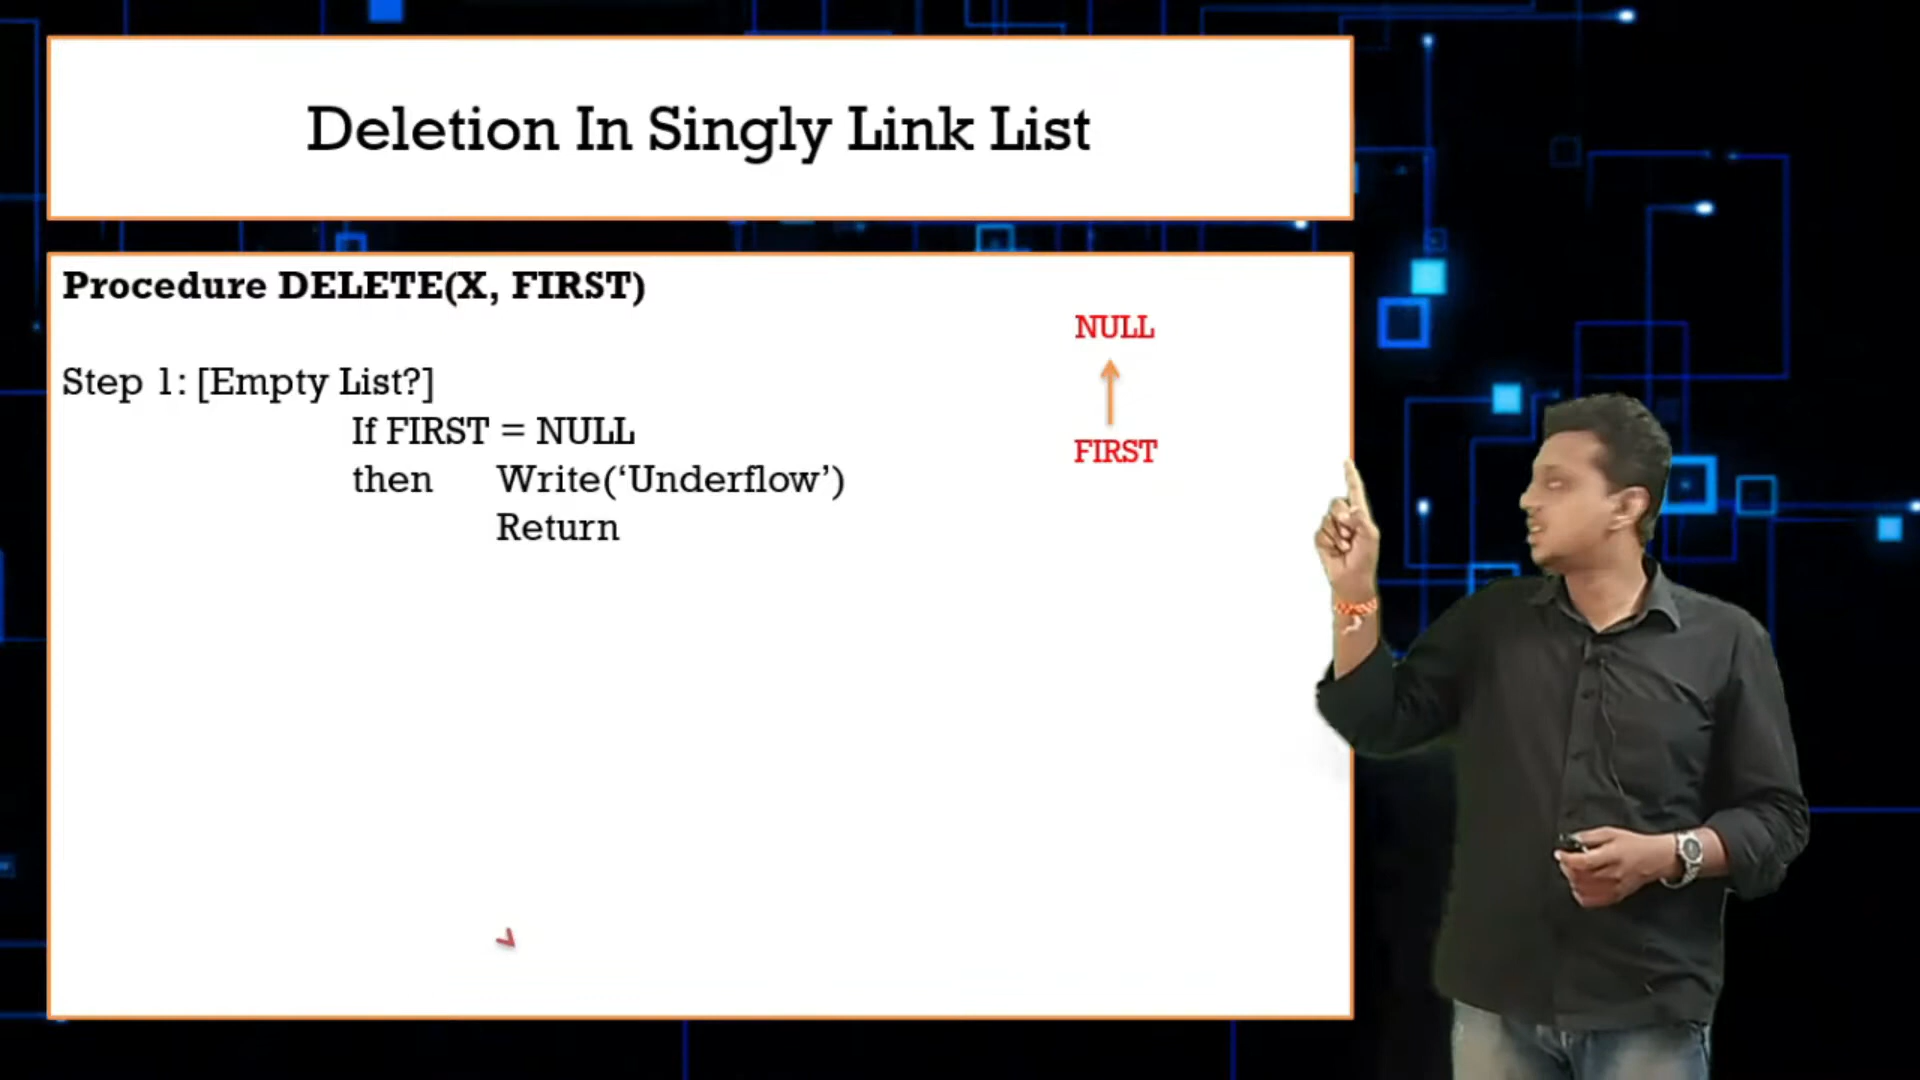 Deletion In Singly Link List
Procedure DELETE(X, FIRST)
Step 1: [Empty List?]
If FIRST = NULL
then Write(‘Underflow’)
Return
NULL
FIRST